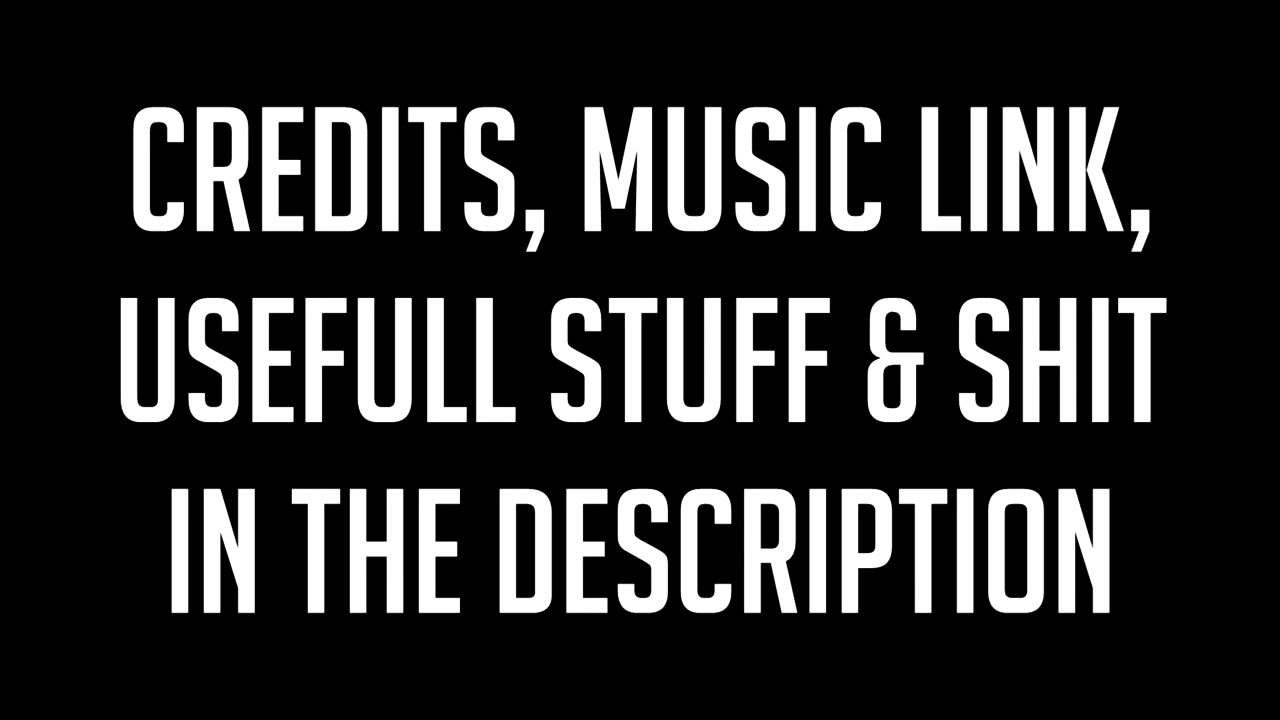 CREDITS, MUSIC LINK,
USEFULL STUFF & SHIT
IN THE DESCRIPTION